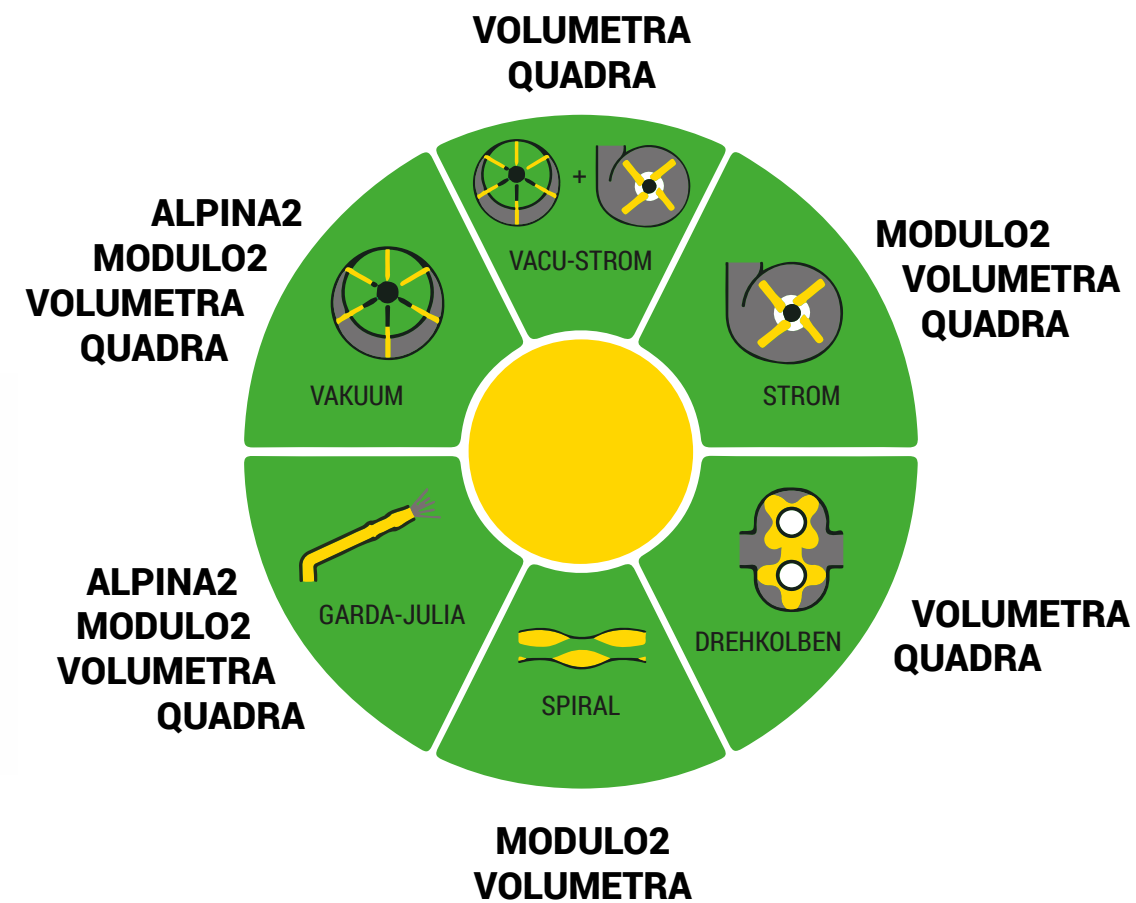 VOLUMETRA
QUADRA
+
VACU-STROM
ALPINA2
MODULO2
VOLUMETRA
QUADRA
VAKUUM
MODULO2
VOLUMETRA
QUADRA
STROM
ALPINA2
MODULO2
VOLUMETRA
QUADRA
GARDA-JULIA
SPIRAL
DREHKOLBEN
VOLUMETRA
QUADRA
MODULO2
VOLUMETRA